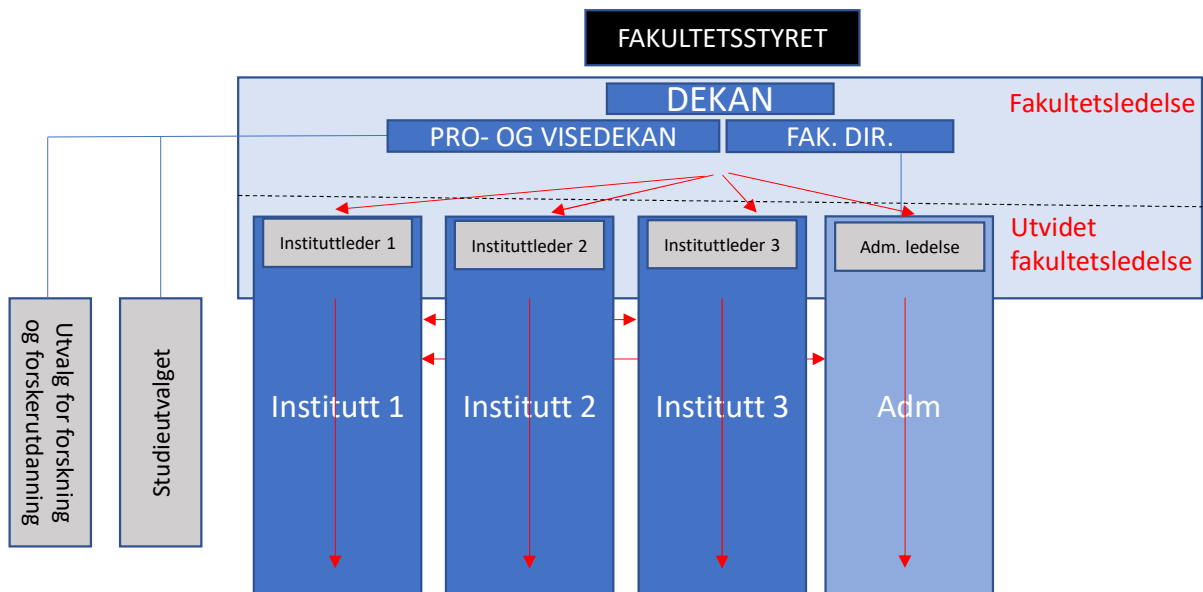 FAKULTETSSTYRET
DEKAN
Fakultetsledelse
PRO- OG VISEDEKAN
FAK. DIR.
Utvidet
fakultetsledelse
Instituttleder 1
Instituttleder 2
Instituttleder 3
Adm. ledelse
Utvalg for forskning
og forskerutdanning
Studieutvalget
Institutt 1
Institutt 2
Institutt 3
Adm